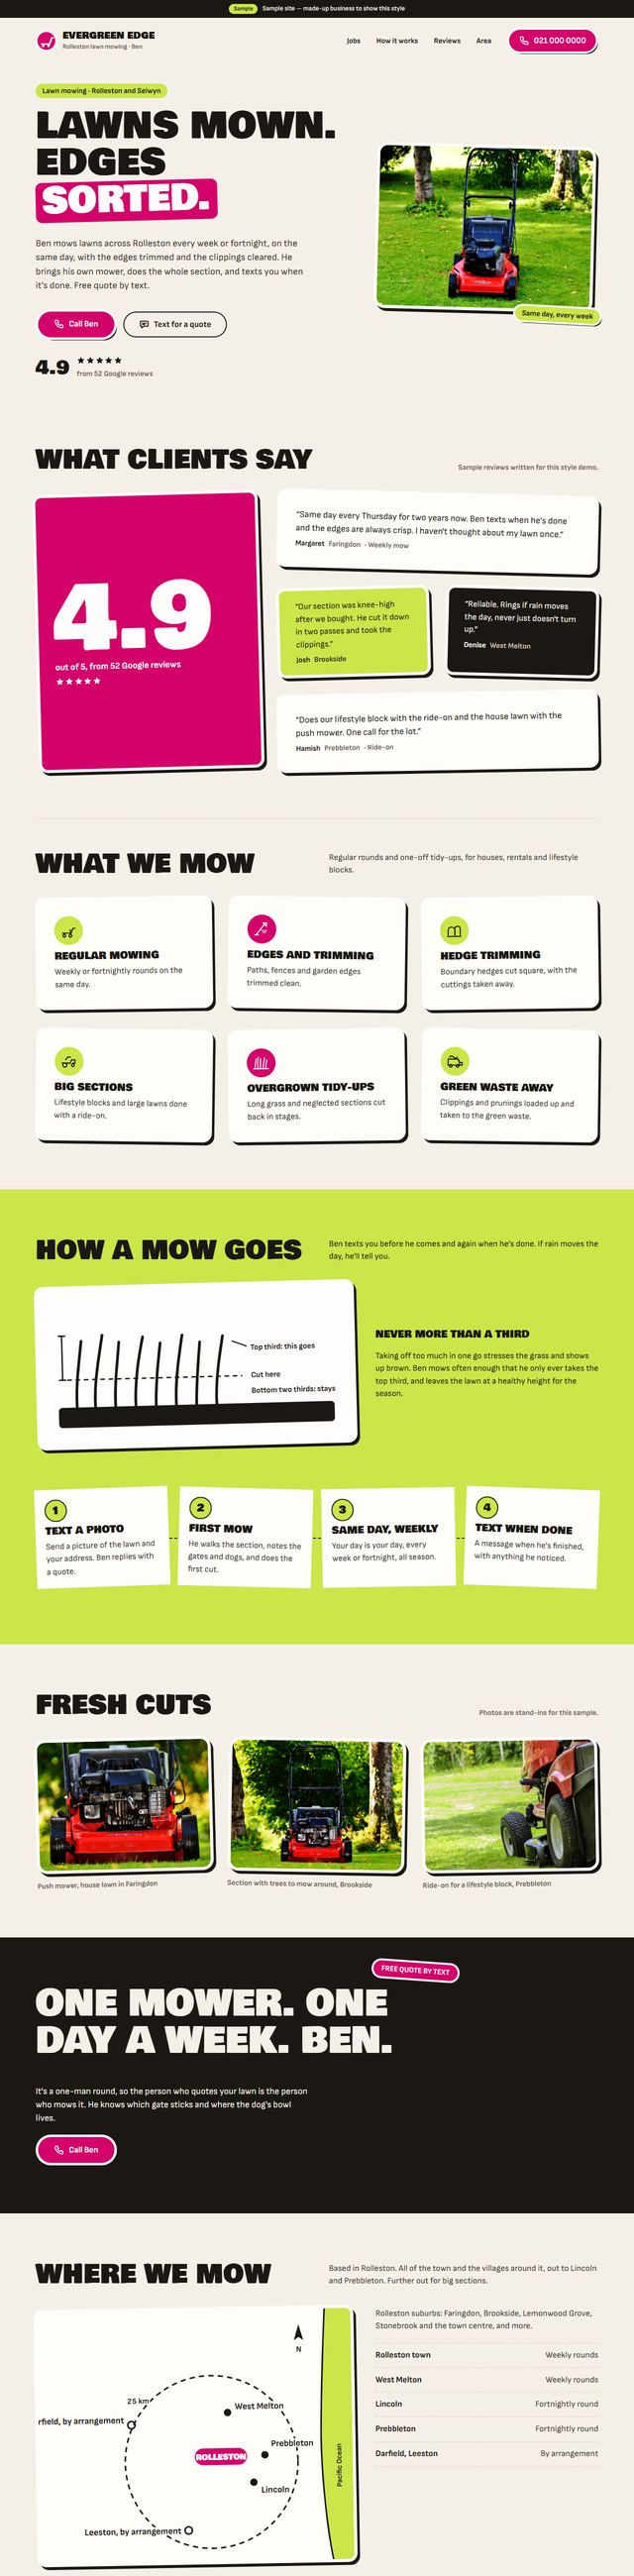 Sample Sample site — made-up business to show this style
EVERGREEN EDGE
Rolleston lawn mowing · Ben
Jobs How it works Reviews Area 021 000 0000
Lawn mowing · Rolleston and Selwyn
LAWNS MOWN.
EDGES
SORTED.
Ben mows lawns across Rolleston every week or fortnight, on the
same day, with the edges trimmed and the clippings cleared. He
brings his own mower, does the whole section, and texts you when
it's done. Free quote by text.
Call Ben Text for a quote
Same day, every week
4.9 ★★★★★
from 52 Google reviews
WHAT CLIENTS SAY
Sample reviews written for this style demo.
4.9
out of 5, from 52 Google reviews
★★★★★
"Same day every Thursday for two years now. Ben texts when he's done
and the edges are always crisp. I haven't thought about my lawn once."
Margaret Faringdon · Weekly mow
"Our section was knee-high
after we bought. He cut it down
in two passes and took the
clippings."
Josh Brookside
"Reliable. Rings if rain moves
the day, never just doesn't turn
up."
Denise West Melton
"Does our lifestyle block with the ride-on and the house lawn with the
push mower. One call for the lot."
Hamish Prebbleton · Ride-on
WHAT WE MOW
Regular rounds and one-off tidy-ups, for houses, rentals and lifestyle
blocks.
REGULAR MOWING
Weekly or fortnightly rounds on the
same day.
EDGES AND TRIMMING
Paths, fences and garden edges
trimmed clean.
HEDGE TRIMMING
Boundary hedges cut square, with the
cuttings taken away.
BIG SECTIONS
Lifestyle blocks and large lawns done
with a ride-on.
OVERGROWN TIDY-UPS
Long grass and neglected sections cut
back in stages.
GREEN WASTE AWAY
Clippings and prunings loaded up and
taken to the green waste.
HOW A MOW GOES
Ben texts you before he comes and again when he's done. If rain moves the
day, he'll tell you.
Top third: this goes
Cut here
Bottom two thirds: stays
NEVER MORE THAN A THIRD
Taking off too much in one go stresses the grass and shows
up brown. Ben mows often enough that he only ever takes the
top third, and leaves the lawn at a healthy height for the
season.
1
TEXT A PHOTO
Send a picture of the lawn and
your address. Ben replies with
a quote.
2
FIRST MOW
He walks the section, notes the
gates and dogs, and does the
first cut.
3
SAME DAY, WEEKLY
Your day is your day, every
week or fortnight, all season.
4
TEXT WHEN DONE
A message when he's finished,
with anything he noticed.
FRESH CUTS
Photos are stand-ins for this sample.
Push mower, house lawn in Faringdon
Section with trees to mow around, Brookside
Ride-on for a lifestyle block, Prebbleton
FREE QUOTE BY TEXT
ONE MOWER. ONE
DAY A WEEK. BEN.
It's a one-man round, so the person who quotes your lawn is the person
who mows it. He knows which gate sticks and where the dog's bowl
lives.
Call Ben
WHERE WE MOW
Based in Rolleston. All of the town and the villages around it, out to Lincoln
and Prebbleton. Further out for big sections.
N
25 km
rfield, by arrangement
West Melton
Prebbleton
ROLLESTON
Lincoln
Leeston, by arrangement
Pacific Ocean
Rolleston suburbs: Faringdon, Brookside, Lemonwood Grove,
Stonebrook and the town centre, and more.
Rolleston town Weekly rounds
West Melton Weekly rounds
Lincoln Fortnightly round
Prebbleton Fortnightly round
Darfield, Leeston By arrangement